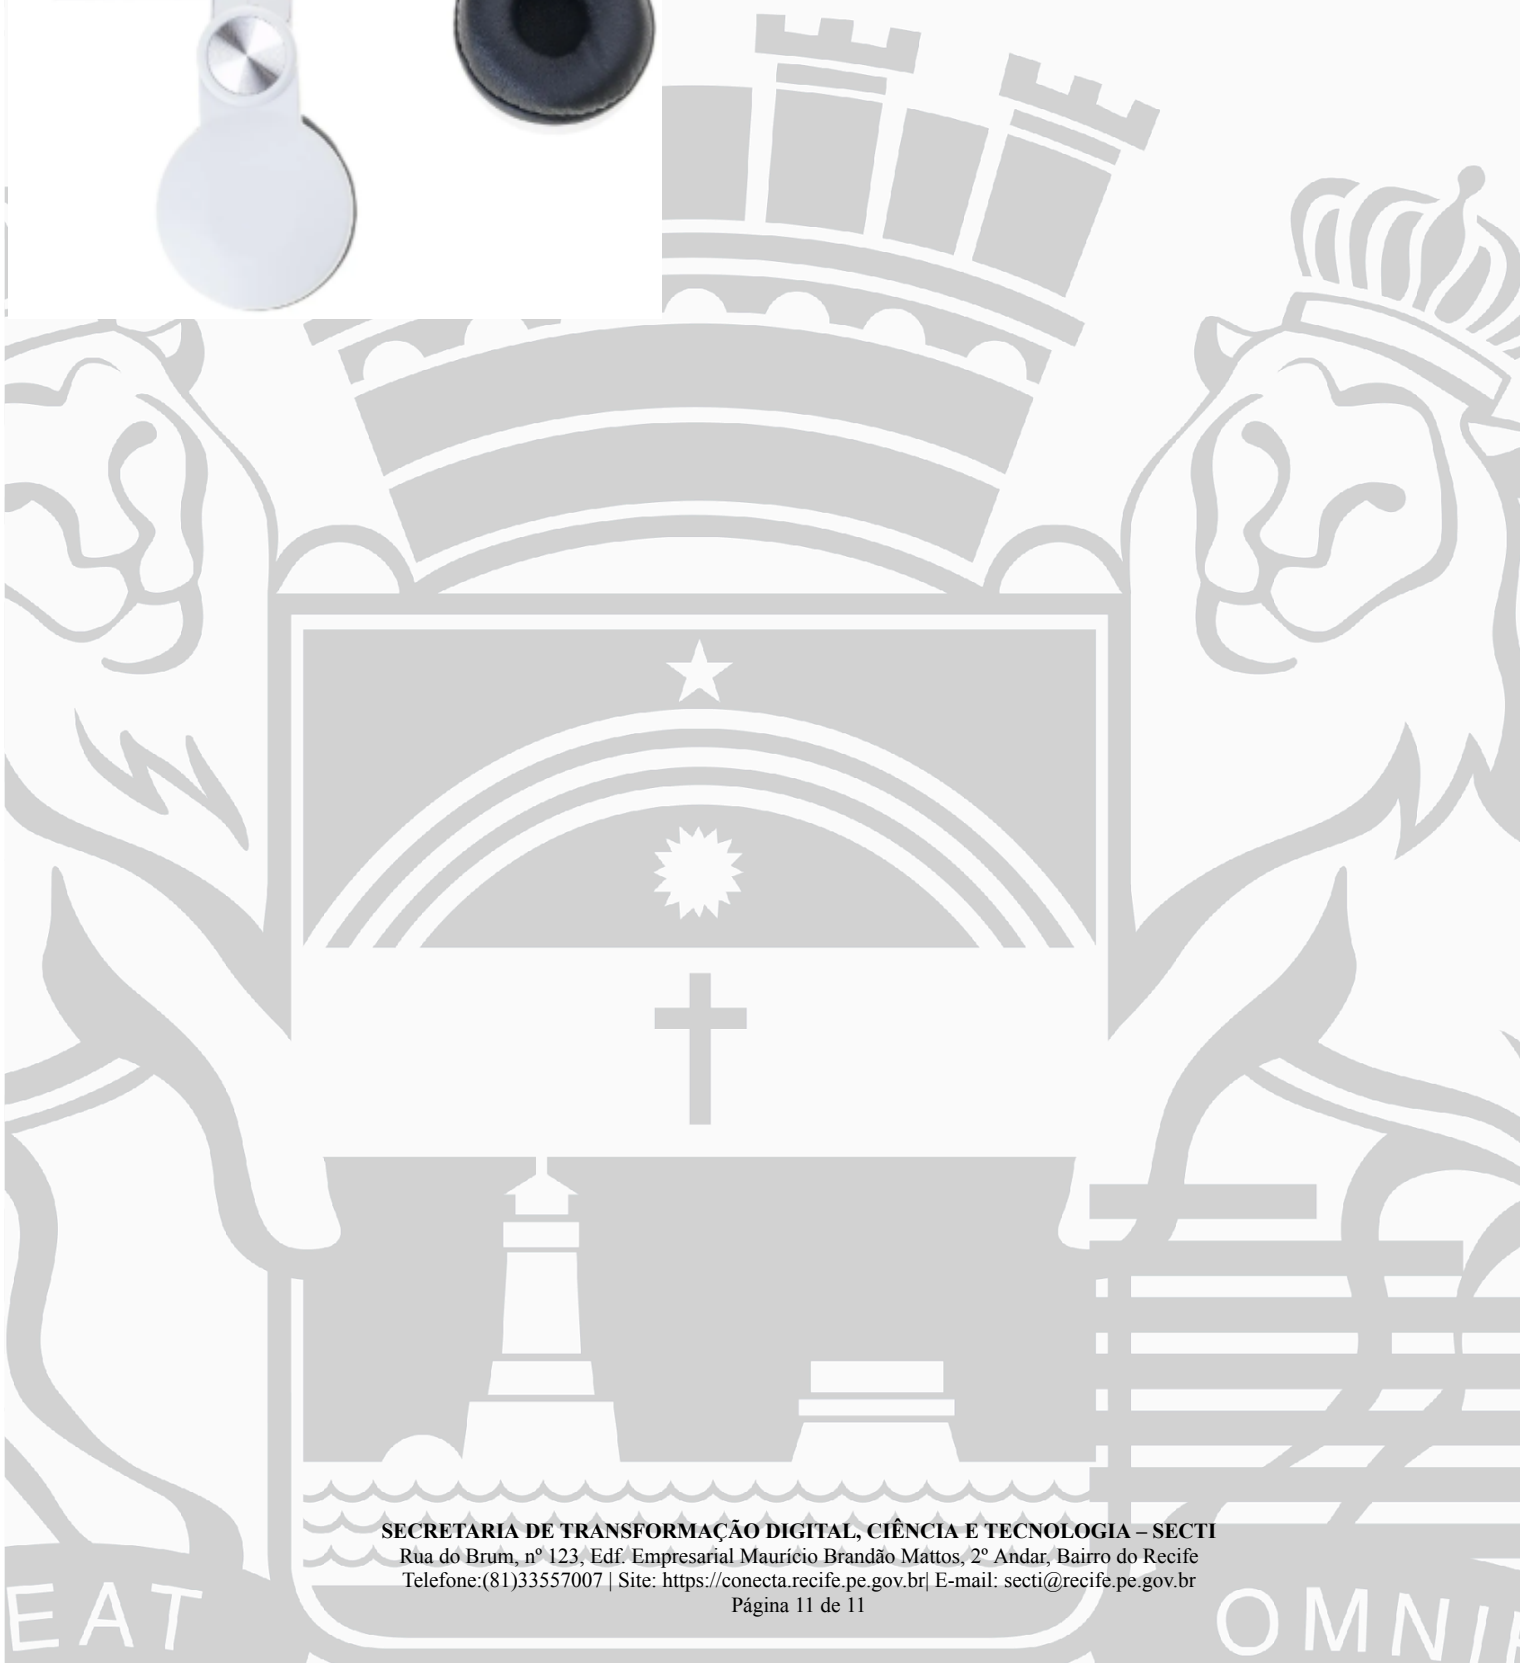 SECRETARIA DE TRANSFORMAÇÃO DIGITAL, CIÊNCIA E TECNOLOGIA – SECTI
Rua do Brum, nº 123, Edf. Empresarial Maurício Brandão Mattos, 2º Andar, Bairro do Recife
Telefone:(81)33557007 | Site: https://conecta.recife.pe.gov.br| E-mail: secti@recife.pe.gov.br
Página 11 de 11
EAT OMNI